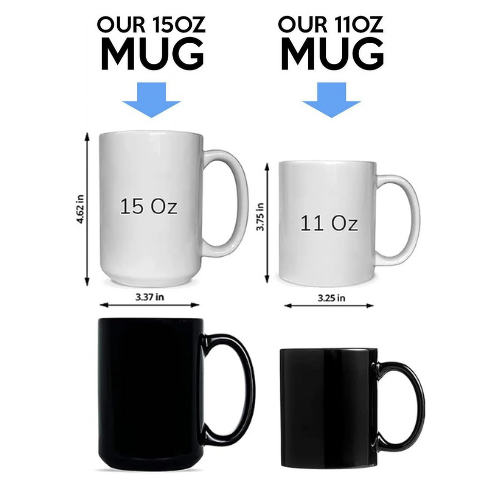 OUR 15OZ
MUG
OUR 11OZ
MUG
4.62 in
15 Oz
3.75 in
11 Oz
3.37 in
3.25 in